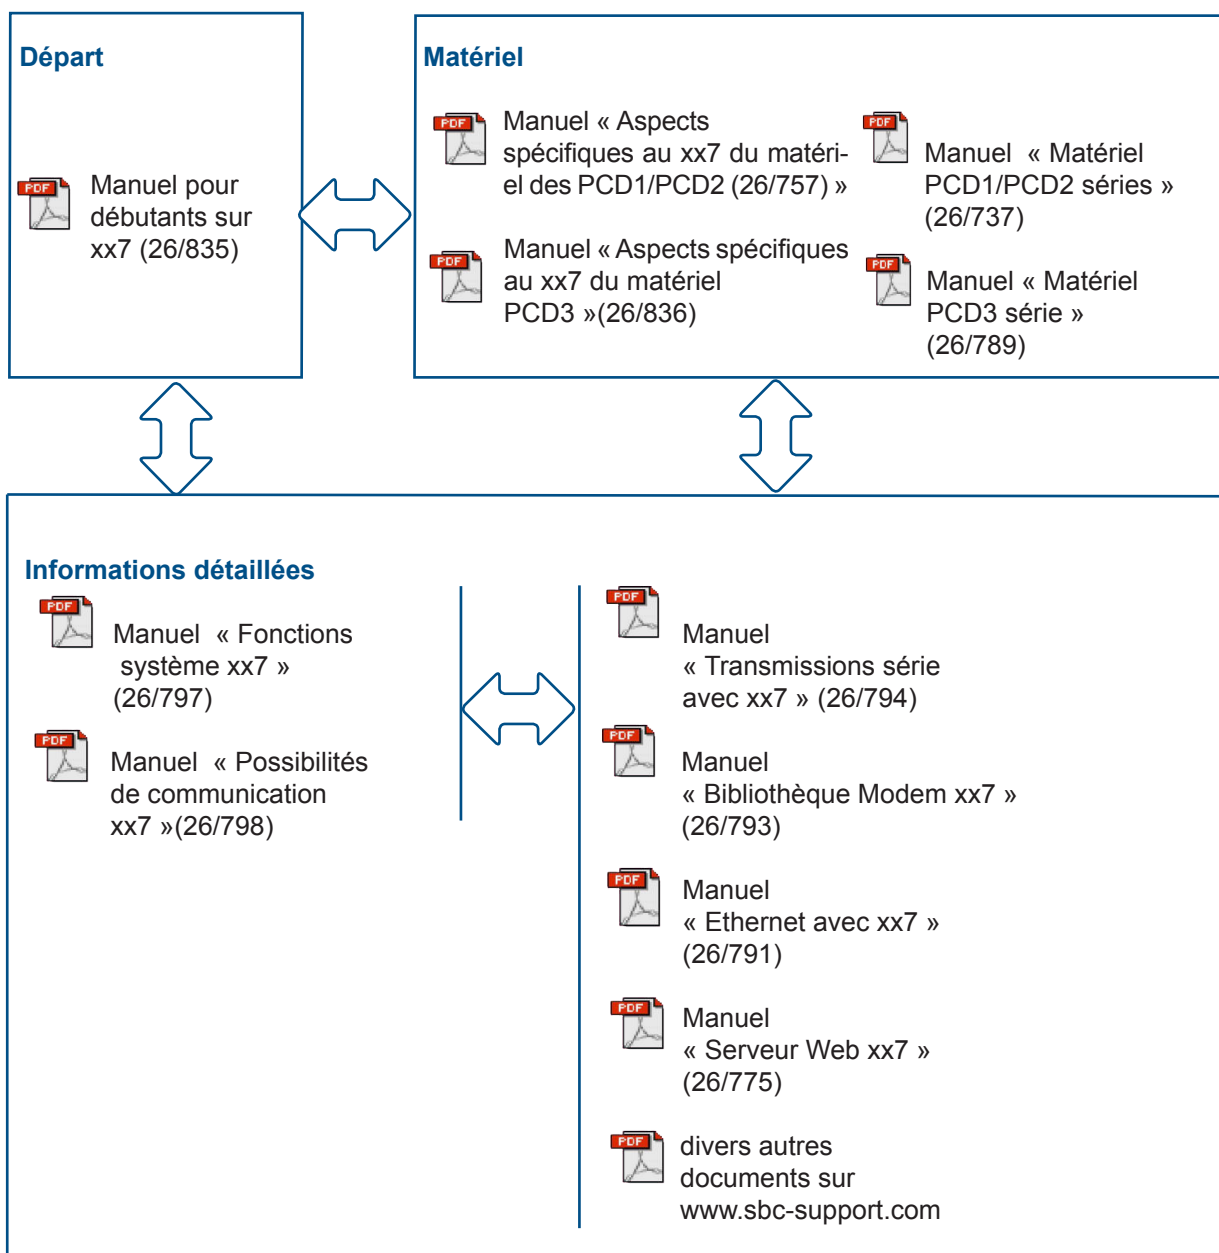 Départ
PDF
Manuel pour
débutants sur
xx7 (26/835)
Matériel
PDF
Manuel « Aspects
spécifiques au xx7 du matéri-
el des PCD1/PCD2 (26/757) »
PDF
Manuel « Aspects spécifiques
au xx7 du matériel
PCD3 »(26/836)
PDF
Manuel « Matériel
PCD1/PCD2 séries »
(26/737)
PDF
Manuel « Matériel
PCD3 série »
(26/789)
Informations détaillées
PDF
Manuel « Fonctions
système xx7 »
(26/797)
PDF
Manuel « Possibilités
de communication
xx7 »(26/798)
PDF
Manuel
« Transmissions série
avec xx7 » (26/794)
PDF
Manuel
« Bibliothèque Modem xx7 »
(26/793)
PDF
Manuel
« Ethernet avec xx7 »
(26/791)
PDF
Manuel
« Serveur Web xx7 »
(26/775)
PDF
divers autres
documents sur
www.sbc-support.com